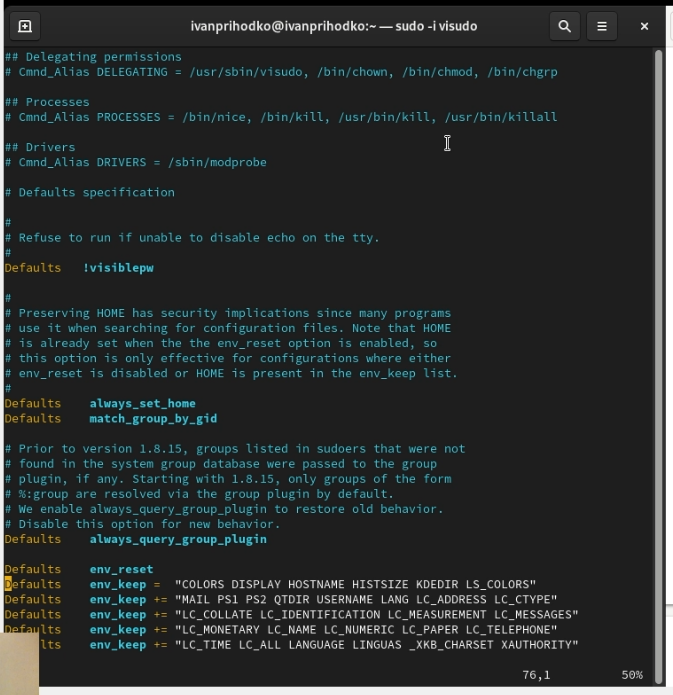 ivanprihodko@ivanprihodko:~ — sudo -i visudo
## Delegating permissions
# Cmnd_Alias DELEGATING = /usr/sbin/visudo, /bin/chown, /bin/chmod, /bin/chgrp
## Processes
# Cmnd_Alias PROCESSES = /bin/nice, /bin/kill, /usr/bin/kill, /usr/bin/killall
## Drivers
# Cmnd_Alias DRIVERS = /sbin/modprobe
# Defaults specification
#
# Refuse to run if unable to disable echo on the tty.
#
Defaults   !visiblepw
#
# Preserving HOME has security implications since many programs
# use it when searching for configuration files. Note that HOME
# is already set when the the env_reset option is enabled, so
# this option is only effective for configurations where either
# env_reset is disabled or HOME is present in the env_keep list.
#
Defaults    always_set_home
Defaults    match_group_by_gid
# Prior to version 1.8.15, groups listed in sudoers that were not
# found in the system group database were passed to the group
# plugin, if any. Starting with 1.8.15, only groups of the form
# %:group are resolved via the group plugin by default.
# We enable always_query_group_plugin to restore old behavior.
# Disable this option for new behavior.
Defaults    always_query_group_plugin
Defaults    env_reset
Defaults    env_keep =  "COLORS DISPLAY HOSTNAME HISTSIZE KDEDIR LS_COLORS"
Defaults    env_keep += "MAIL PS1 PS2 QTDIR USERNAME LANG LC_ADDRESS LC_CTYPE"
Defaults    env_keep += "LC_COLLATE LC_IDENTIFICATION LC_MEASUREMENT LC_MESSAGES"
aults    env_keep += "LC_MONETARY LC_NAME LC_NUMERIC LC_PAPER LC_TELEPHONE"
ults    env_keep += "LC_TIME LC_ALL LANGUAGE LINGUAS _XKB_CHARSET XAUTHORITY"
76,1 50%